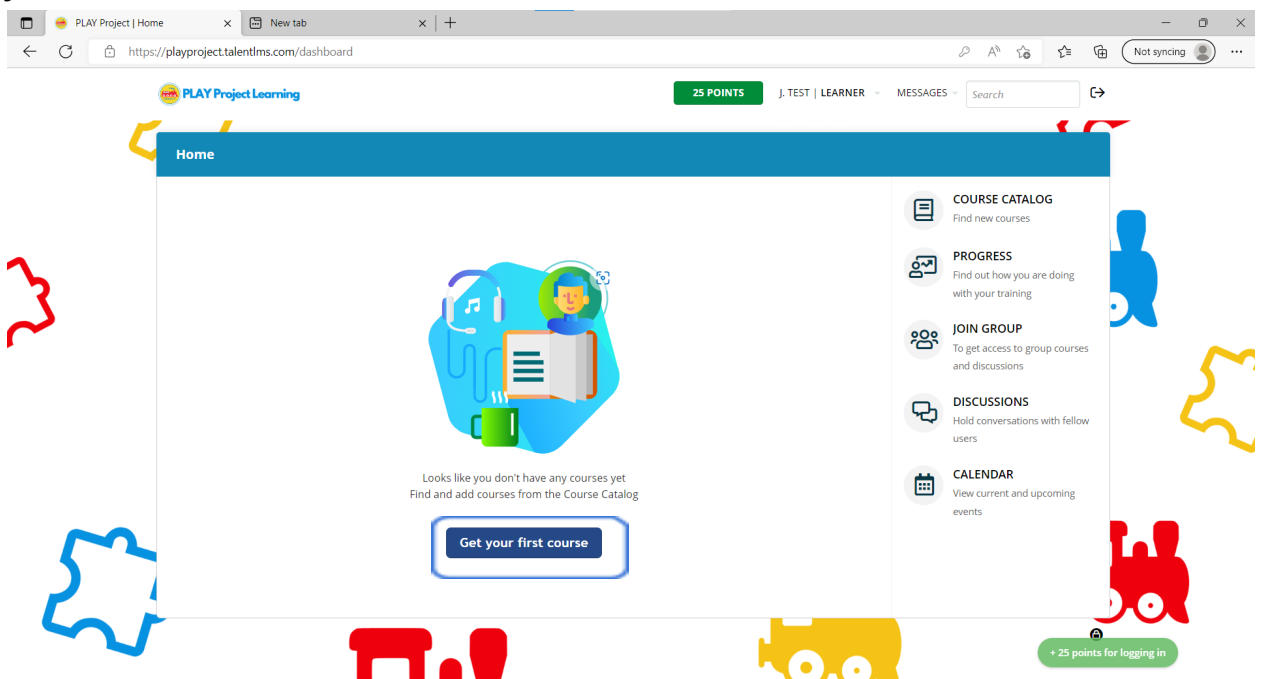 PLAY Project | Home
New tab
https://playproject.talentlms.com/dashboard
Not syncing
PLAY Project Learning
25 POINTS
J. TEST | LEARNER
MESSAGES
Search
Home
COURSE CATALOG
Find new courses
PROGRESS
Find out how you are doing
with your training
JOIN GROUP
To get access to group courses
and discussions
DISCUSSIONS
Hold conversations with fellow
users
CALENDAR
View current and upcoming
events
Looks like you don't have any courses yet
Find and add courses from the Course Catalog
Get your first course
+ 25 points for logging in